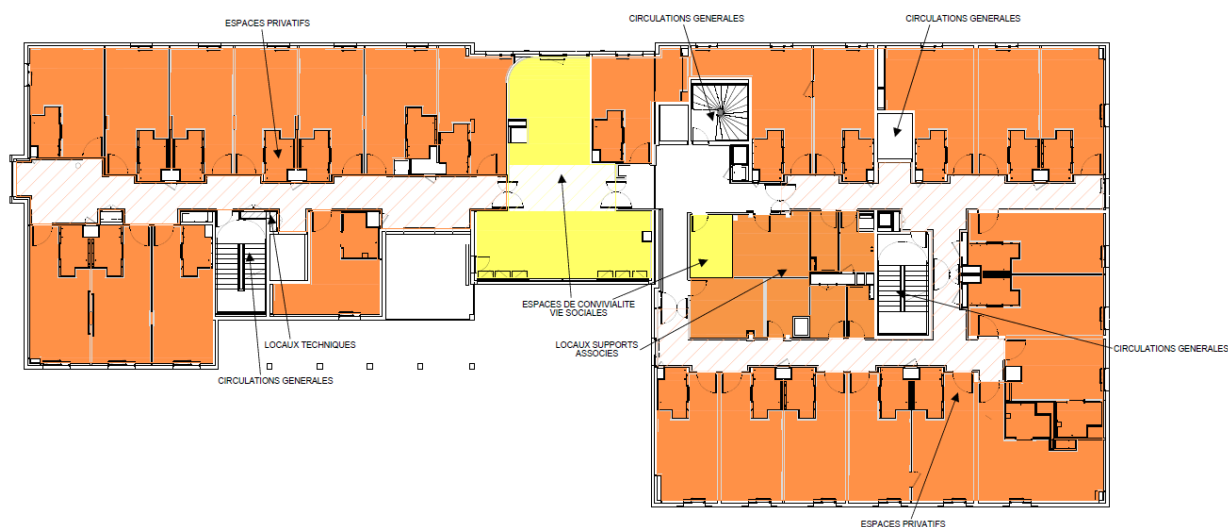 CIRCULATIONS GENERALES
CIRCULATIONS GENERALES
ESPACES PRIVATIFS
ESPACES DE CONVIVIALITE
VIE SOCIALES
LOCAUX TECHNIQUES
LOCAUX SUPPORTS
ASSOCIES
CIRCULATIONS GENERALES
CIRCULATIONS GENERALES
ESPACES PRIVATIFS